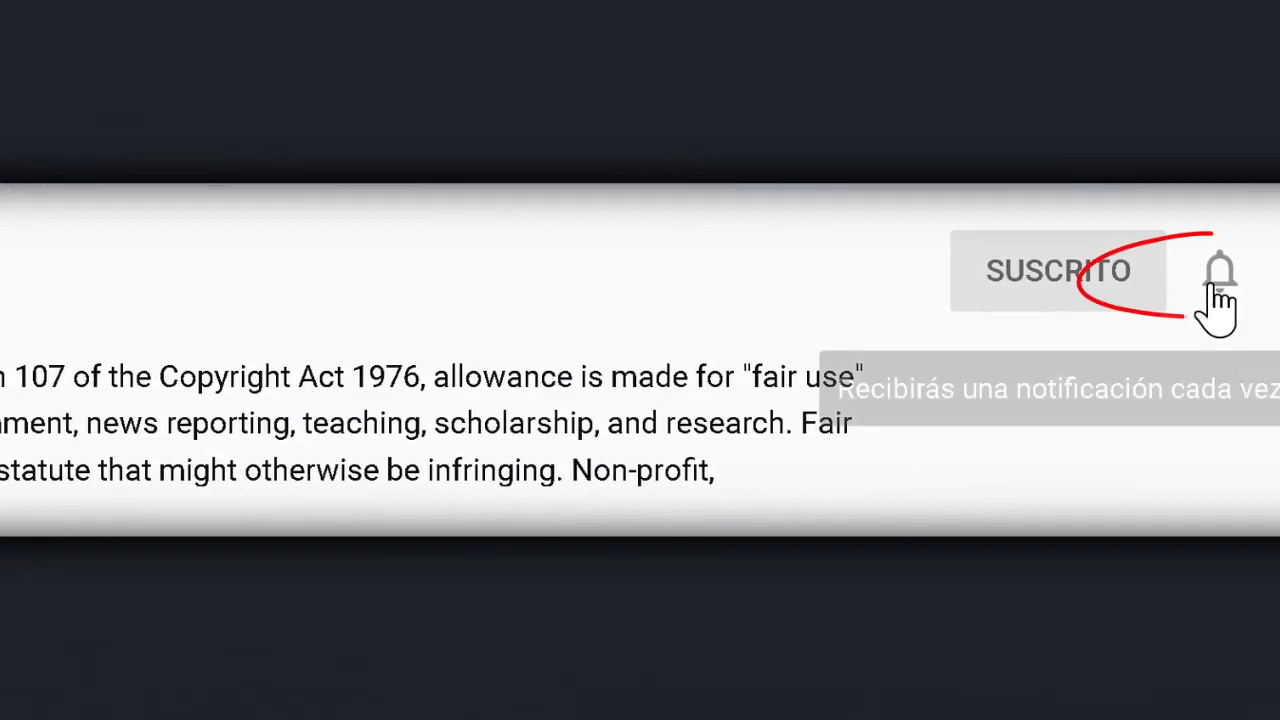 SUSCRITO
107 of the Copyright Act 1976, allowance is made for "fair use"
Recibirás una notificación cada vez
news reporting, teaching, scholarship, and research. Fair
statute that might otherwise be infringing. Non-profit,